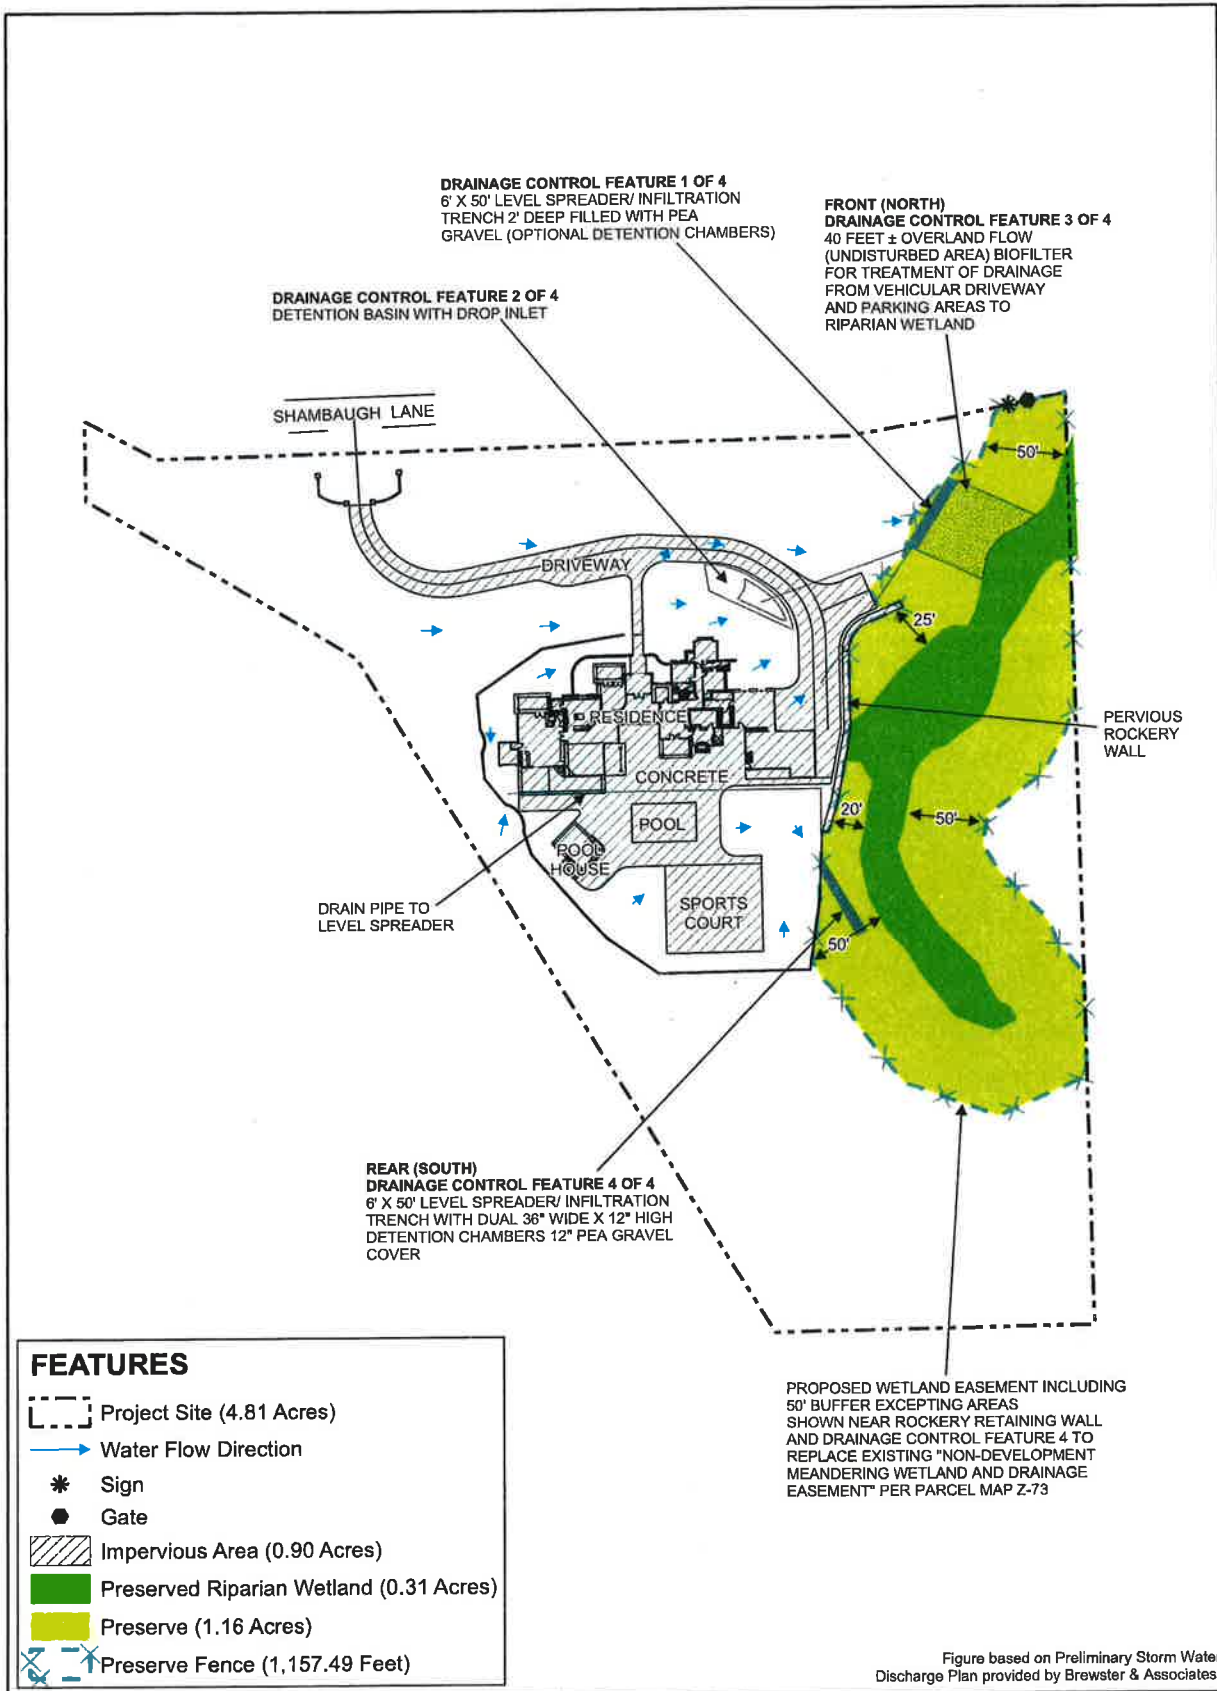 DRAINAGE CONTROL FEATURE 1 OF 4
6' X 50' LEVEL SPREADER/ INFILTRATION
TRENCH 2' DEEP FILLED WITH PEA
GRAVEL (OPTIONAL DETENTION CHAMBERS)
FRONT (NORTH)
DRAINAGE CONTROL FEATURE 3 OF 4
40 FEET ± OVERLAND FLOW
(UNDISTURBED AREA) BIOFILTER
FOR TREATMENT OF DRAINAGE
FROM VEHICULAR DRIVEWAY
AND PARKING AREAS TO
RIPARIAN WETLAND
DRAINAGE CONTROL FEATURE 2 OF 4
DETENTION BASIN WITH DROP INLET
SHAMBAUGH LANE
50'
DRIVEWAY
25'
RESIDENCE
PERVIOUS
ROCKERY
WALL
CONCRETE
20'
50'
POOL
POOL
HOUSE
SPORTS
COURT
DRAIN PIPE TO
LEVEL SPREADER
50'
REAR (SOUTH)
DRAINAGE CONTROL FEATURE 4 OF 4
6' X 50' LEVEL SPREADER/ INFILTRATION
TRENCH WITH DUAL 36" WIDE X 12" HIGH
DETENTION CHAMBERS 12" PEA GRAVEL
COVER
PROPOSED WETLAND EASEMENT INCLUDING
50' BUFFER EXCEPTING AREAS
SHOWN NEAR ROCKERY RETAINING WALL
AND DRAINAGE CONTROL FEATURE 4 TO
REPLACE EXISTING "NON-DEVELOPMENT
MEANDERING WETLAND AND DRAINAGE
EASEMENT" PER PARCEL MAP Z-73
FEATURES
Project Site (4.81 Acres)
Water Flow Direction
Sign
Gate
Impervious Area (0.90 Acres)
Preserved Riparian Wetland (0.31 Acres)
Preserve (1.16 Acres)
Preserve Fence (1,157.49 Feet)
Figure based on Preliminary Storm Water
Discharge Plan provided by Brewster & Associates